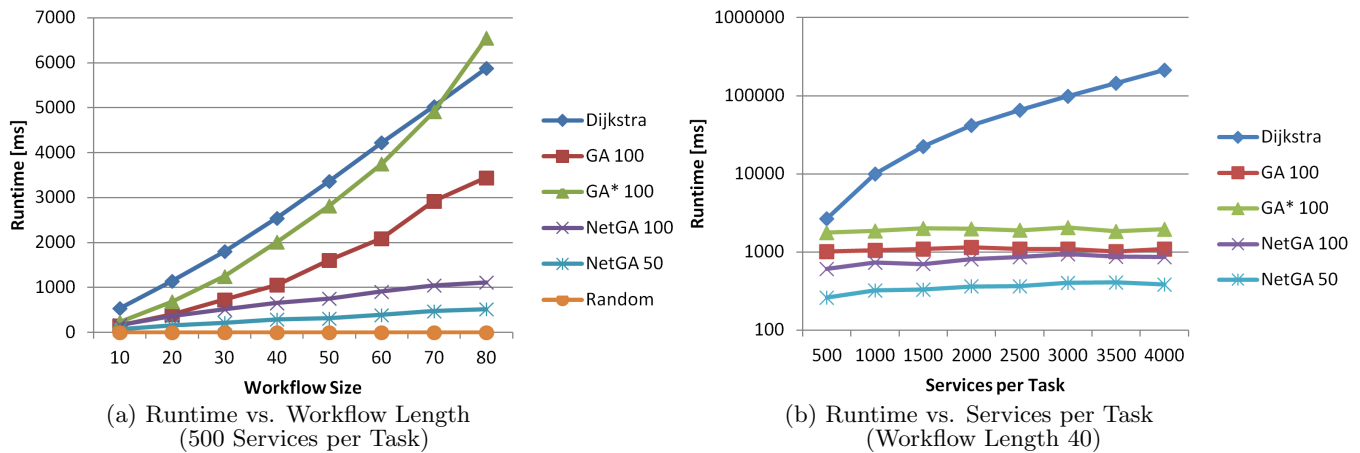 7000
6000
5000
4000
3000
2000
1000
0
Runtime [ms]
10 20 30 40 50 60 70 80
Workflow Size
Dijkstra
GA 100
GA* 100
NetGA 100
NetGA 50
Random
(a) Runtime vs. Workflow Length
(500 Services per Task)
1000000
100000
10000
1000
100
Runtime [ms]
500 1000 1500 2000 2500 3000 3500 4000
Services per Task
Dijkstra
GA 100
GA* 100
NetGA 100
NetGA 50
(b) Runtime vs. Services per Task
(Workflow Length 40)